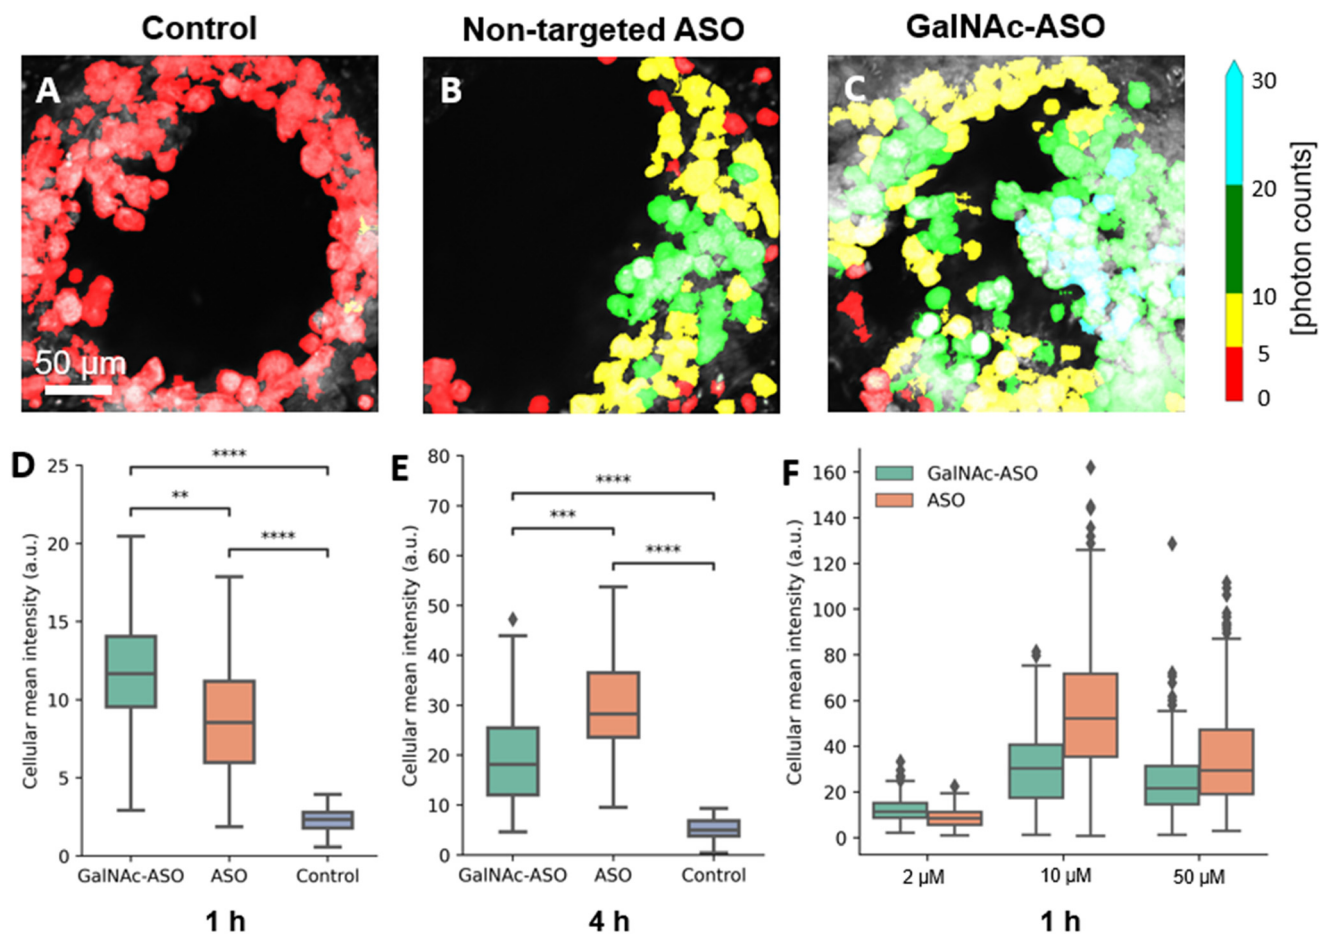 Control
Non-targeted ASO
GalNAc-ASO
A
B
C
50 µm
30
20
10
5
0
[photon counts]
D
25
20
15
10
5
0
Cellular mean intensity (a.u.)
****
**
****
GalNAc-ASO
ASO
Control
1 h
E
80
70
60
50
40
30
20
10
0
Cellular mean intensity (a.u.)
****
***
****
GalNAc-ASO
ASO
Control
4 h
F
160
140
120
100
80
60
40
20
0
Cellular mean intensity (a.u.)
GalNAc-ASO
ASO
2 µM
10 µM
50 µM
1 h